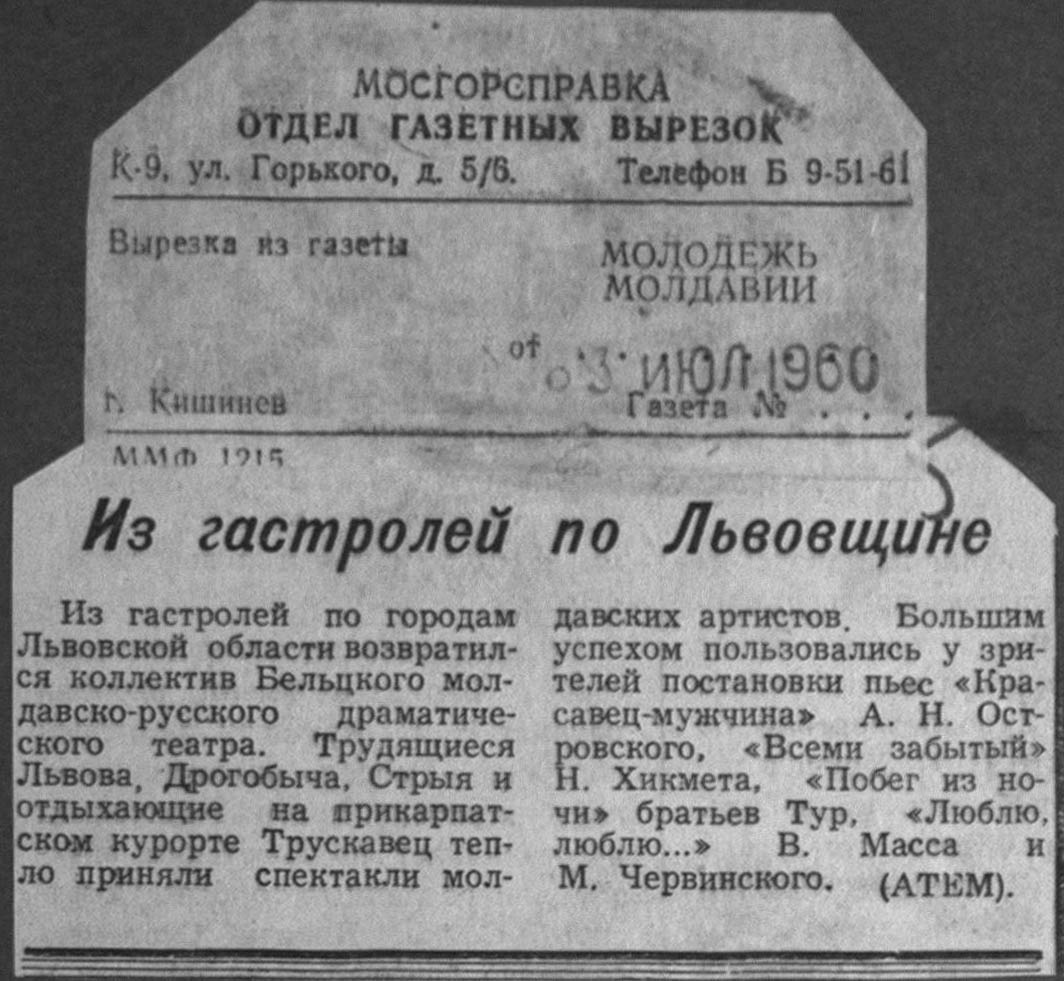 МОСГОРСПРАВКА
ОТДЕЛ ГАЗЕТНЫХ ВЫРЕЗОК
К-9, ул. Горького, д. 5/6. Телефон Б 9-51-61
Вырезка из газеты
МОЛОДЕЖЬ
МОЛДАВИИ
от 03 ИЮЛ 1960
г. Кишинев
Газета № . . .
ММФ 1215
Из гастролей по Львовщине
Из гастролей по городам
Львовской области возвратил-
ся коллектив Бельцкого мол-
давско-русского драматиче-
ского театра. Трудящиеся
Львова, Дрогобыча, Стрыя и
отдыхающие на прикарпат-
ском курорте Трускавец теп-
ло приняли спектакли мол-
давских артистов. Большим
успехом пользовались у зри-
телей постановки пьес «Кра-
савец-мужчина» А. Н. Ост-
ровского, «Всеми забытый»
Н. Хикмета, «Побег из но-
чи» братьев Тур, «Люблю,
люблю...» В. Масса и
М. Червинского. (АТЕМ).